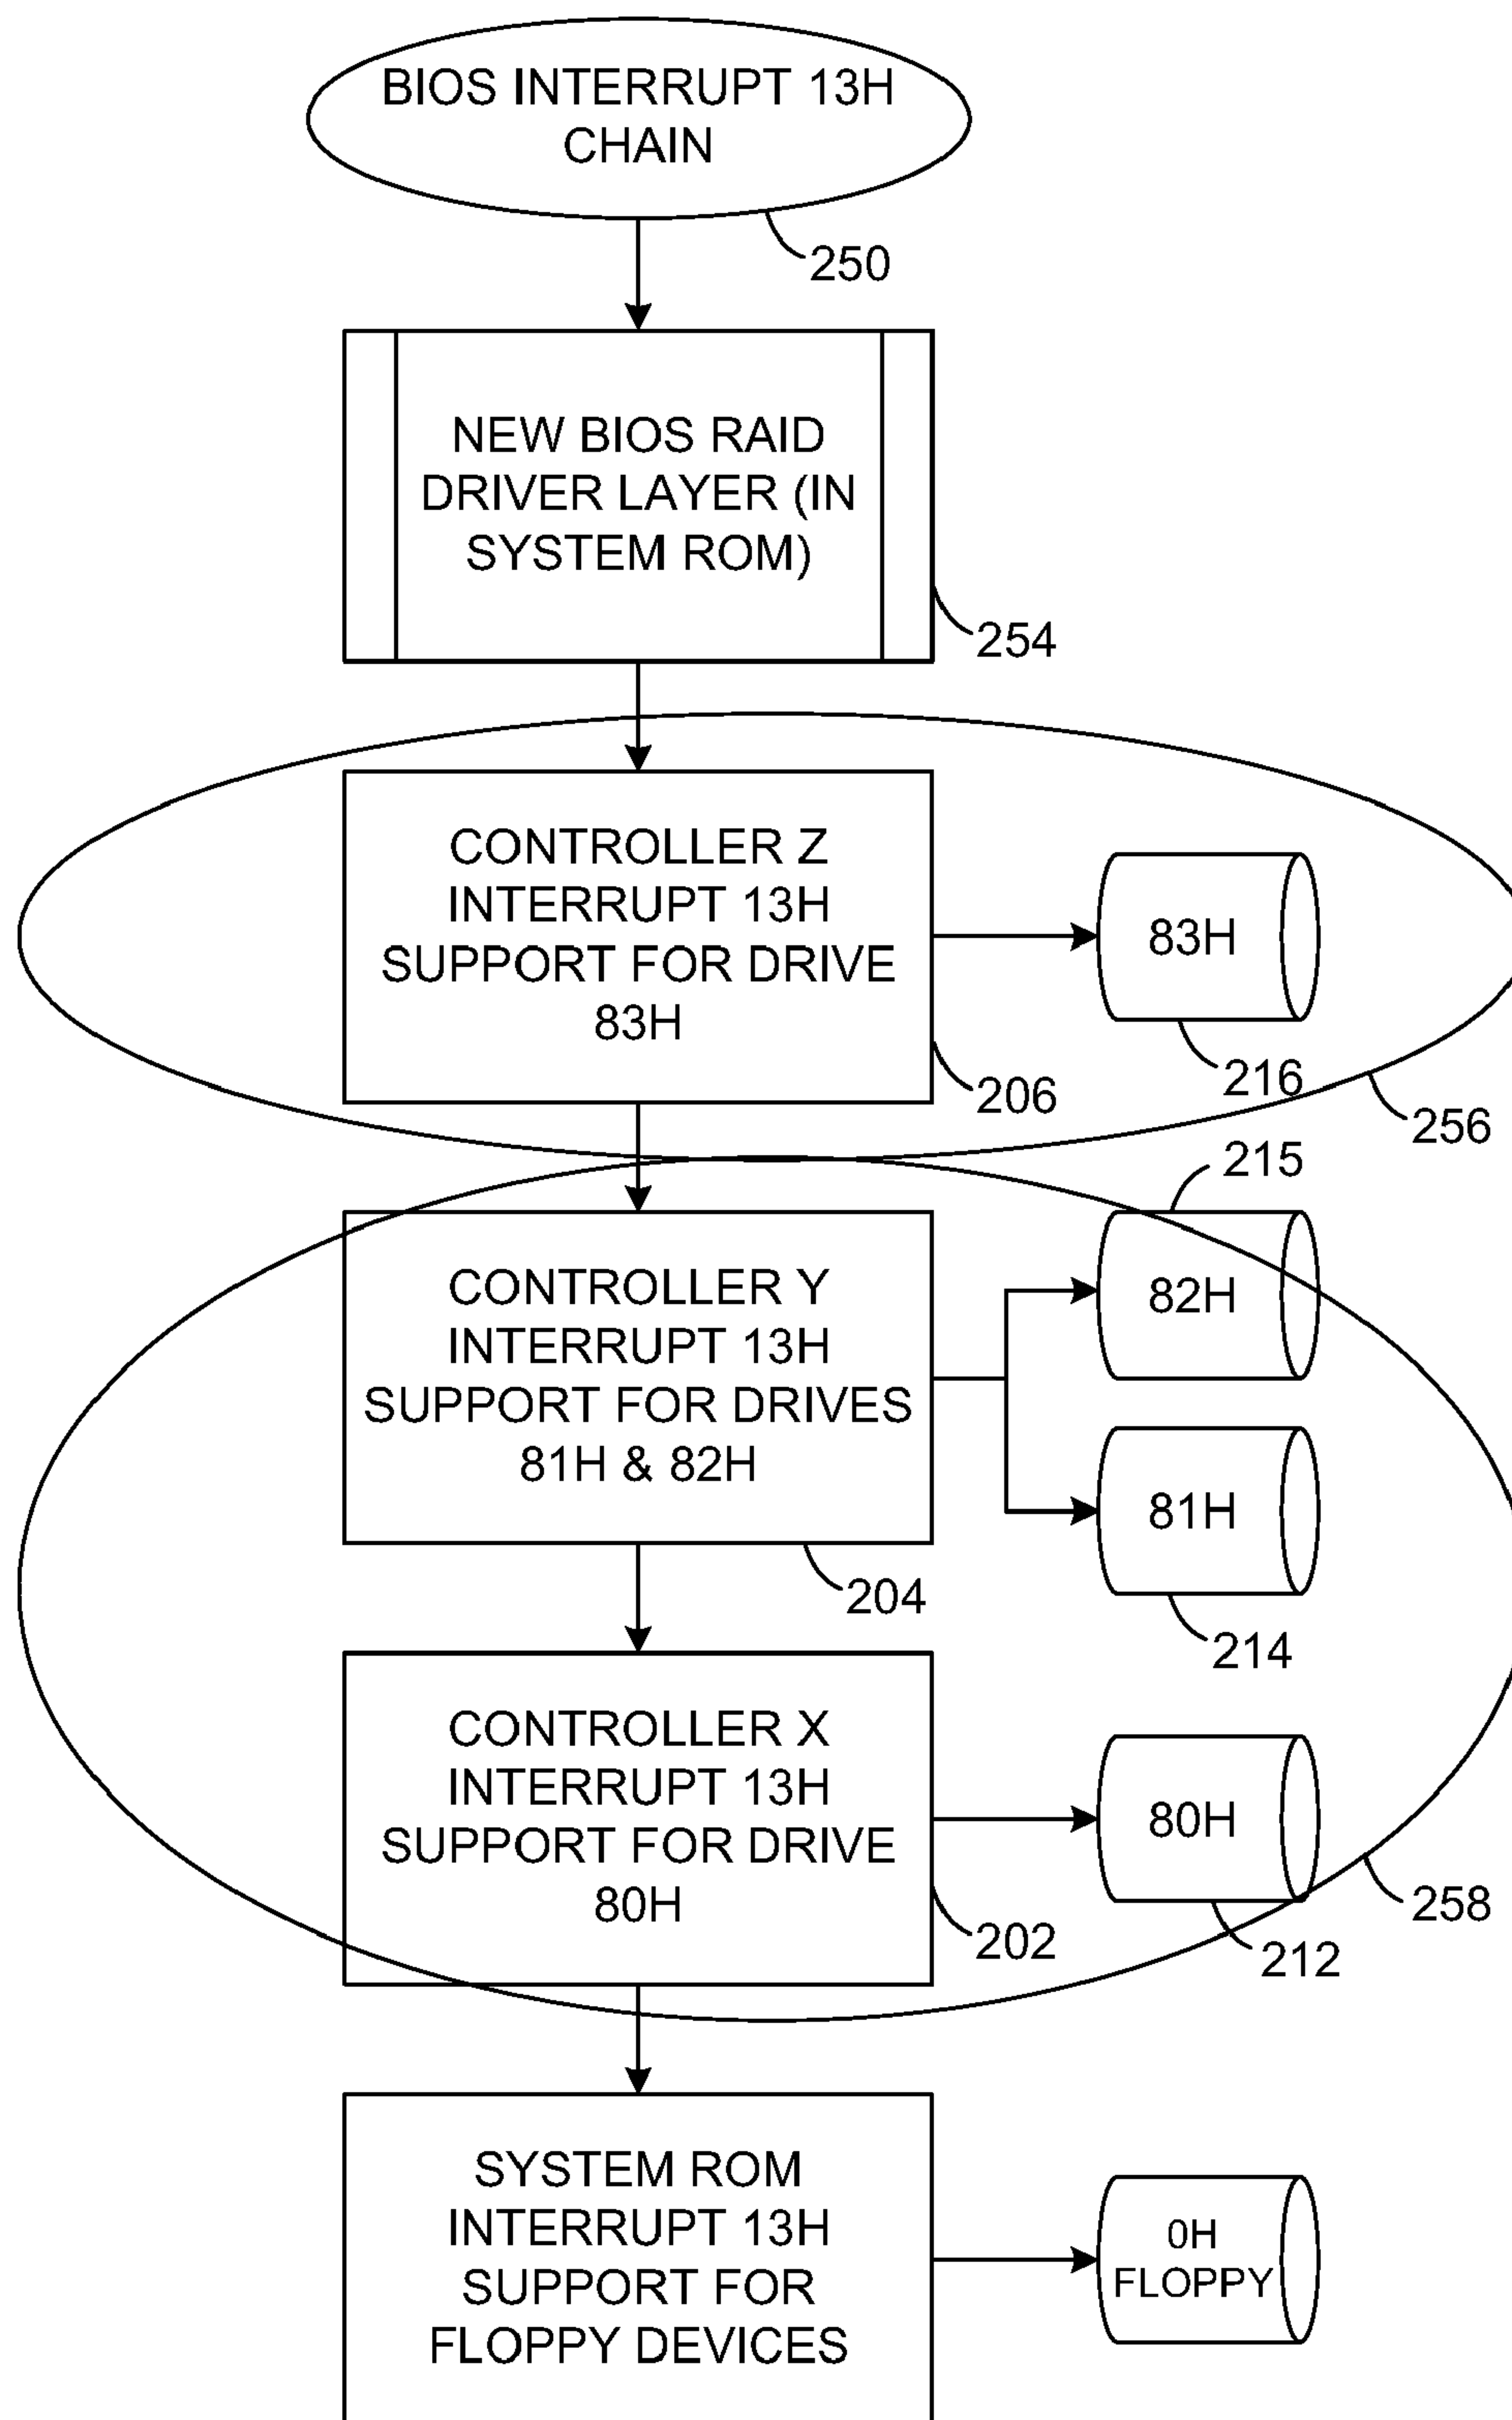 BIOS INTERRUPT 13H
CHAIN
250
NEW BIOS RAID
DRIVER LAYER (IN
SYSTEM ROM)
254
CONTROLLER Z
INTERRUPT 13H
SUPPORT FOR DRIVE
83H
206
83H
216
256
215
CONTROLLER Y
INTERRUPT 13H
SUPPORT FOR DRIVES
81H & 82H
204
82H
81H
214
CONTROLLER X
INTERRUPT 13H
SUPPORT FOR DRIVE
80H
202
80H
212
258
SYSTEM ROM
INTERRUPT 13H
SUPPORT FOR
FLOPPY DEVICES
0H
FLOPPY